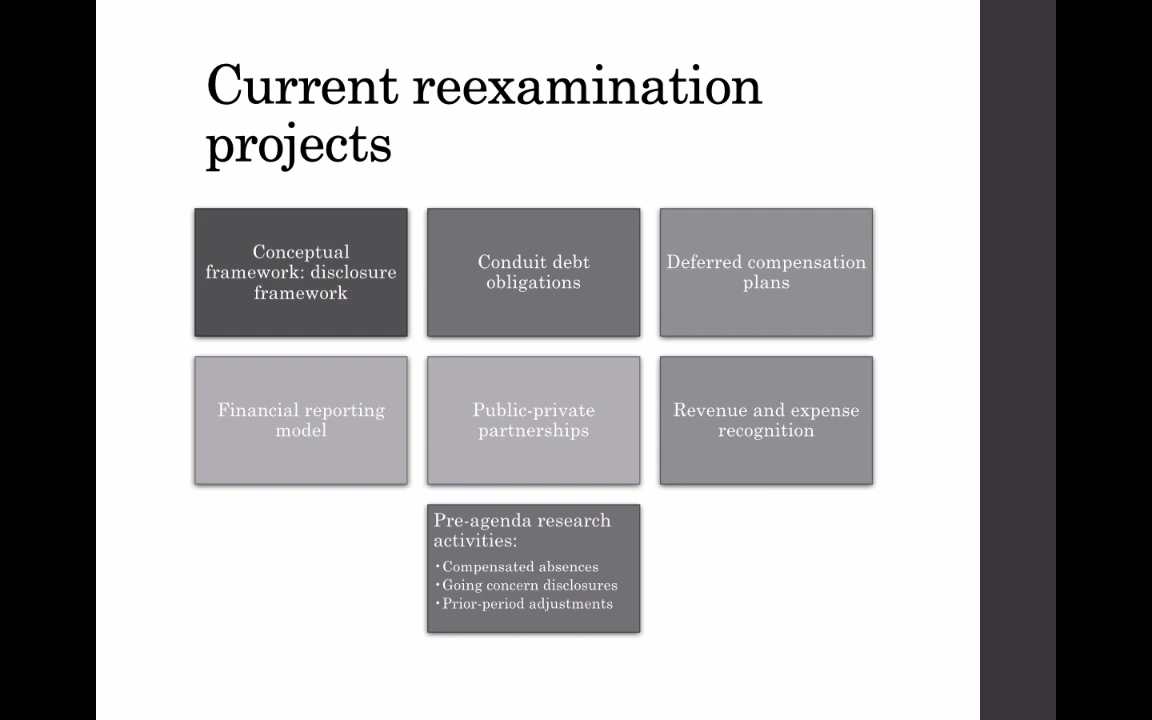 Current reexamination
projects
Conceptual
framework: disclosure
framework
Conduit debt
obligations
Deferred compensation
plans
Financial reporting
model
Public-private
partnerships
Revenue and expense
recognition
Pre-agenda research
activities:
•Compensated absences
•Going concern disclosures
•Prior-period adjustments